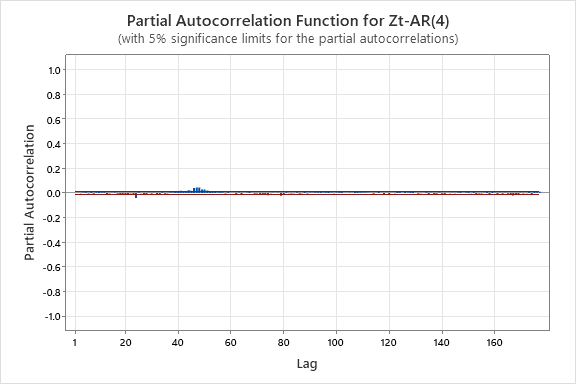 Partial Autocorrelation Function for Zt-AR(4)
(with 5% significance limits for the partial autocorrelations)
1.0
0.8
0.6
0.4
0.2
0.0
-0.2
-0.4
-0.6
-0.8
-1.0
Partial Autocorrelation
1 20 40 60 80 100 120 140 160
Lag